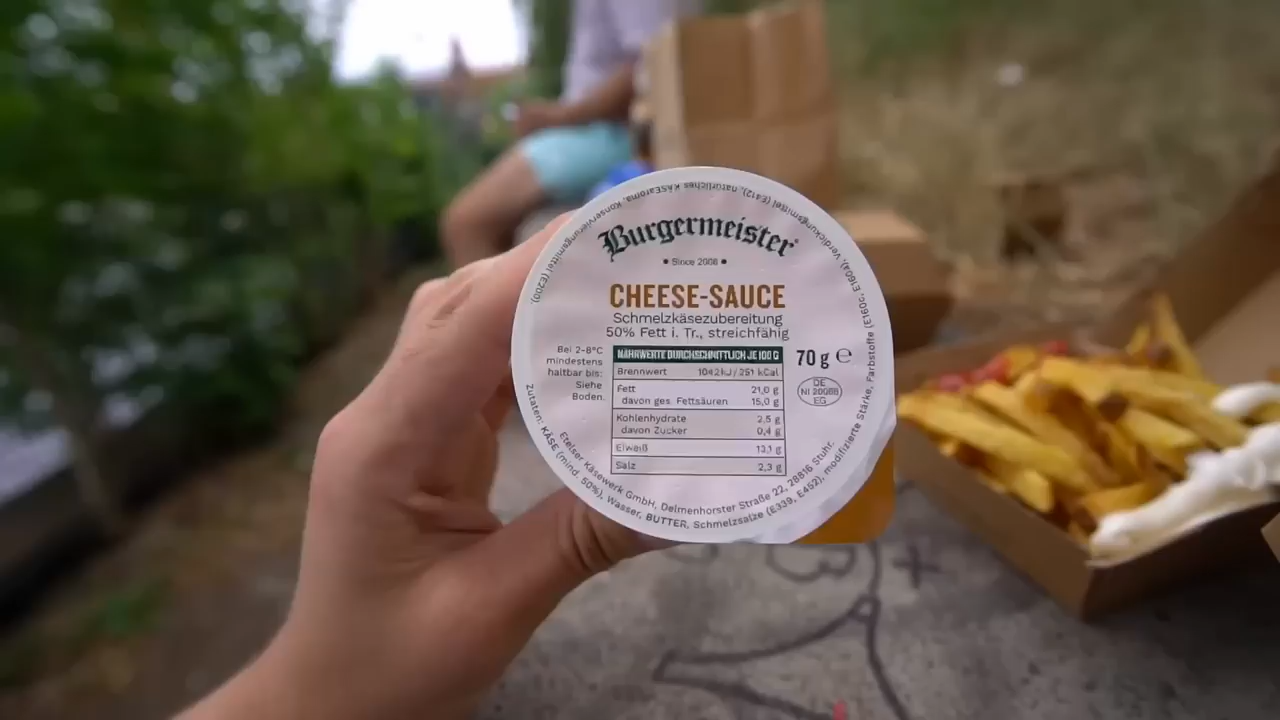 Burgermeister®
• Since 2006 •
CHEESE-SAUCE
Schmelzkäsezubereitung
50% Fett i. Tr., streichfähig
Bei 2-8°C
mindestens
haltbar bis:
Siehe
Boden.
NÄHRWERTE DURCHSCHNITTLICH JE 100 G
Brennwert 1042kJ/251 kCal
Fett 21,0 g
davon ges. Fettsäuren 15,0 g
Kohlenhydrate 2,5 g
davon Zucker 0,4 g
Eiweiß 13,1 g
Salz 2,3 g
70 g ℮
DE
NI 20088
EG
Etelser Käsewerk GmbH, Delmenhorster Straße 22, 28816 Stuhr.
Zutaten: KÄSE (mind. 50%), Wasser, BUTTER, Schmelzsalze (E339, E452), modifizierte Stärke, Farbstoffe (E160c, E160a), Verdickungsmittel (E412), natürliches KÄSEaroma, Konservierungsmittel (E200).